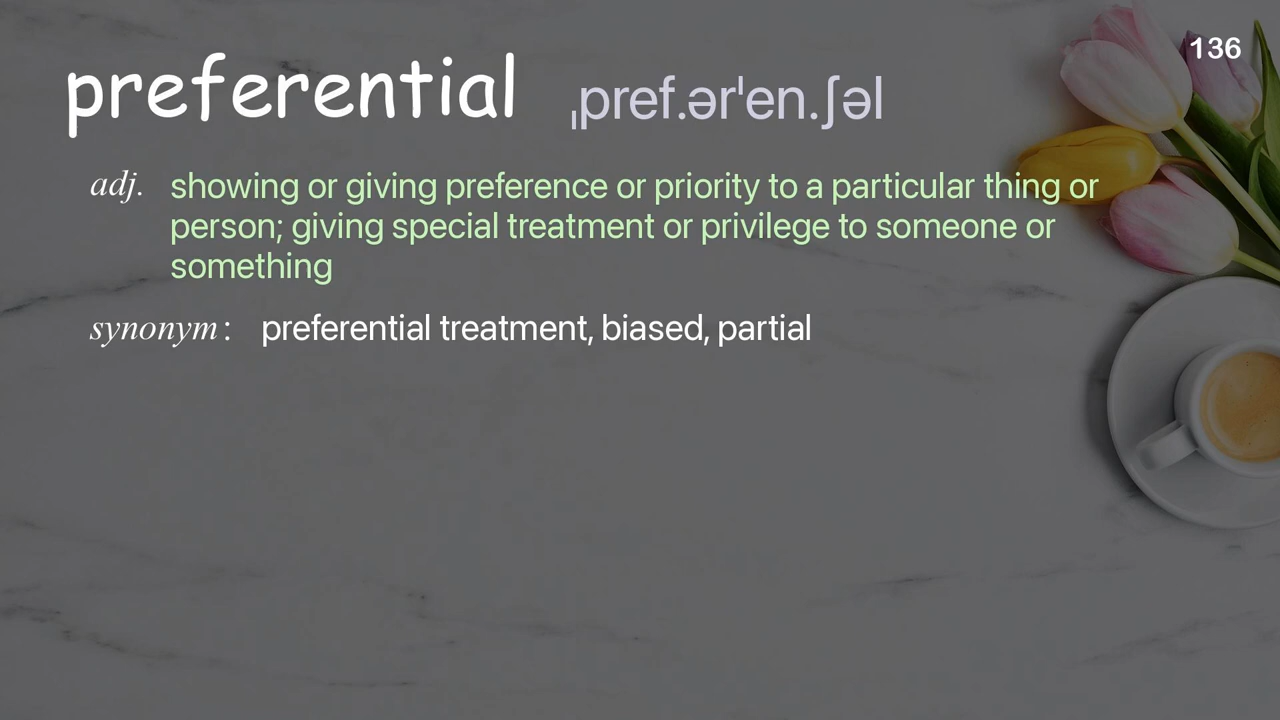 136
preferential ˌpref.ərˈen.ʃəl
adj. showing or giving preference or priority to a particular thing or
person; giving special treatment or privilege to someone or
something
synonym: preferential treatment, biased, partial